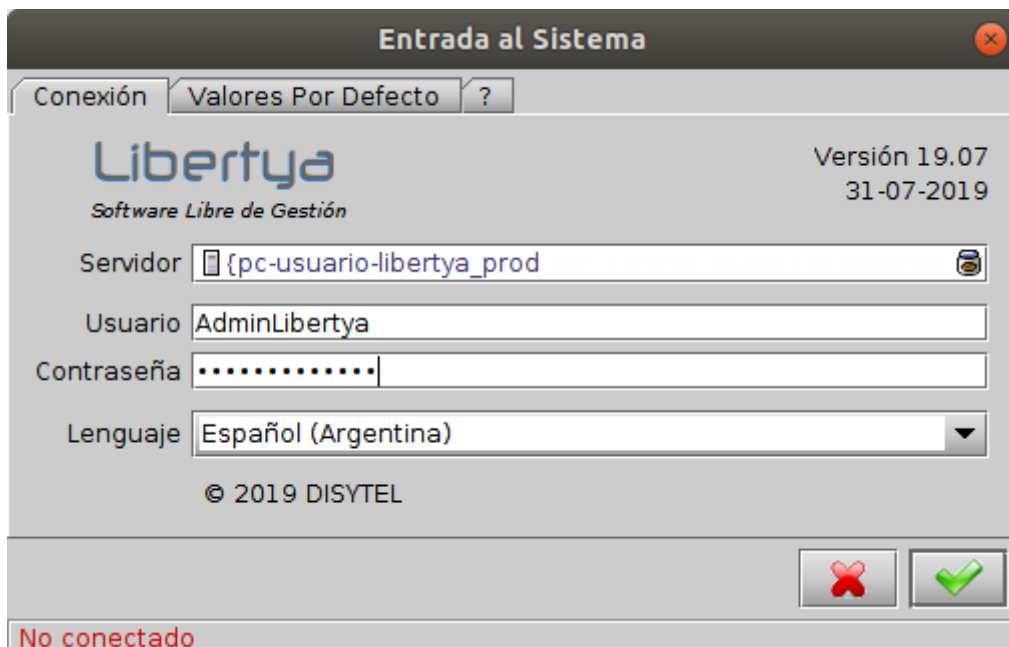 Entrada al Sistema
Conexión Valores Por Defecto ?
Libertya
Versión 19.07
Software Libre de Gestión
31-07-2019
Servidor {pc-usuario-libertya_prod
Usuario AdminLibertya
Contraseña •••••••••••••
Lenguaje Español (Argentina)
© 2019 DISYTEL
No conectado